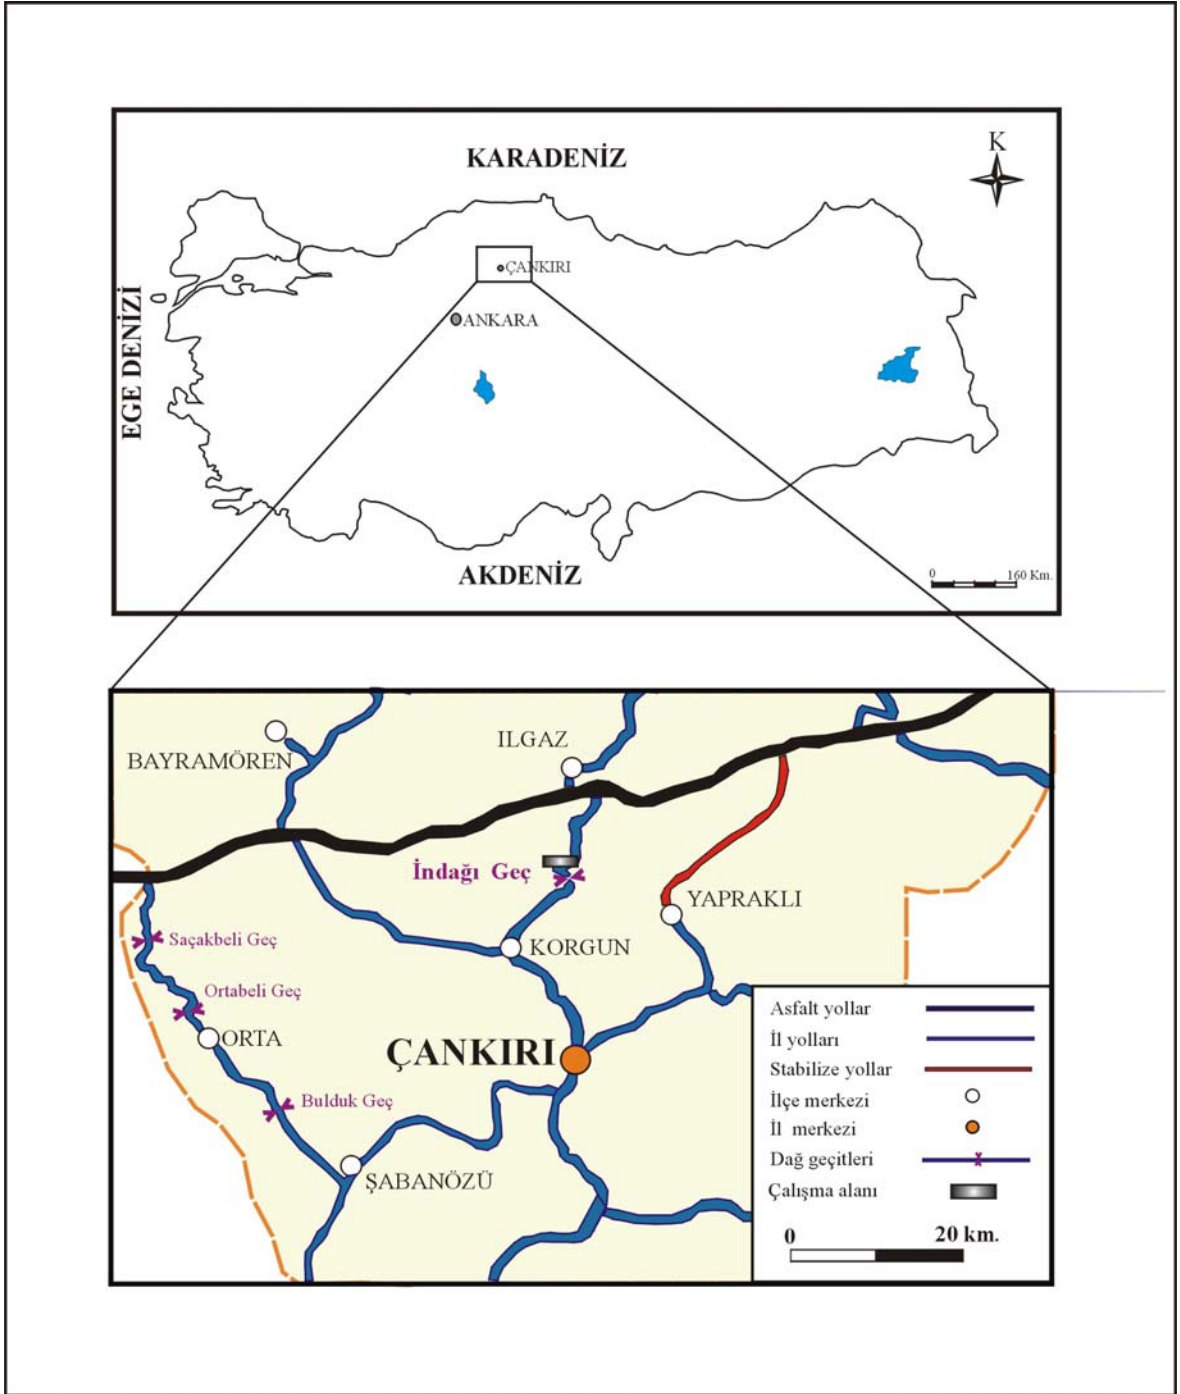 KARADENİZ
K
ÇANKIRI
EGE DENİZİ
ANKARA
AKDENİZ
0 160 Km.
ILGAZ
BAYRAMÖREN
İndağı Geç
YAPRAKLI
Saçakbeli Geç
KORGUN
Ortabeli Geç
ORTA
ÇANKIRI
Bulduk Geç
ŞABANÖZÜ
Asfalt yollar
İl yolları
Stabilize yollar
İlçe merkezi
İl merkezi
Dağ geçitleri
Çalışma alanı
0 20 km.